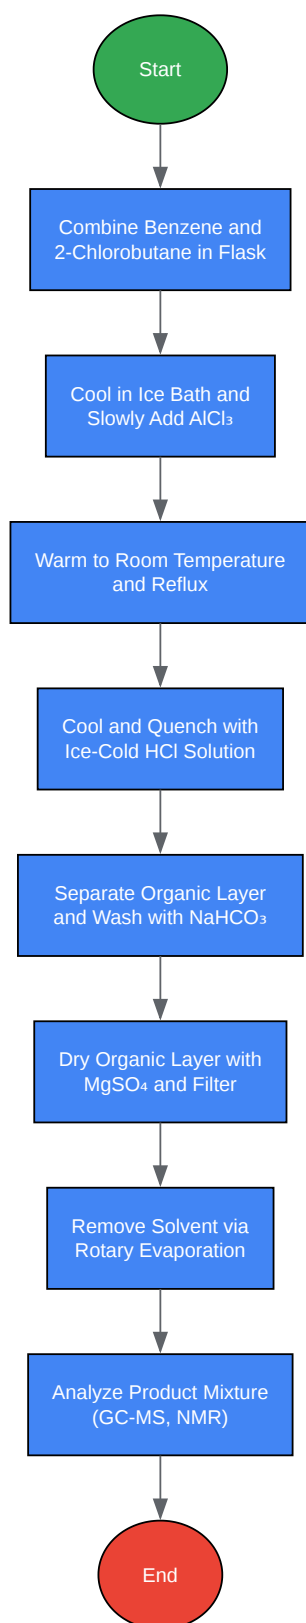 Start
Combine Benzene and
2-Chlorobutane in Flask
Cool in Ice Bath and
Slowly Add AlCl₃
Warm to Room Temperature
and Reflux
Cool and Quench with
Ice-Cold HCl Solution
Separate Organic Layer
and Wash with NaHCO₃
Dry Organic Layer with
MgSO₄ and Filter
Remove Solvent via
Rotary Evaporation
Analyze Product Mixture
(GC-MS, NMR)
End